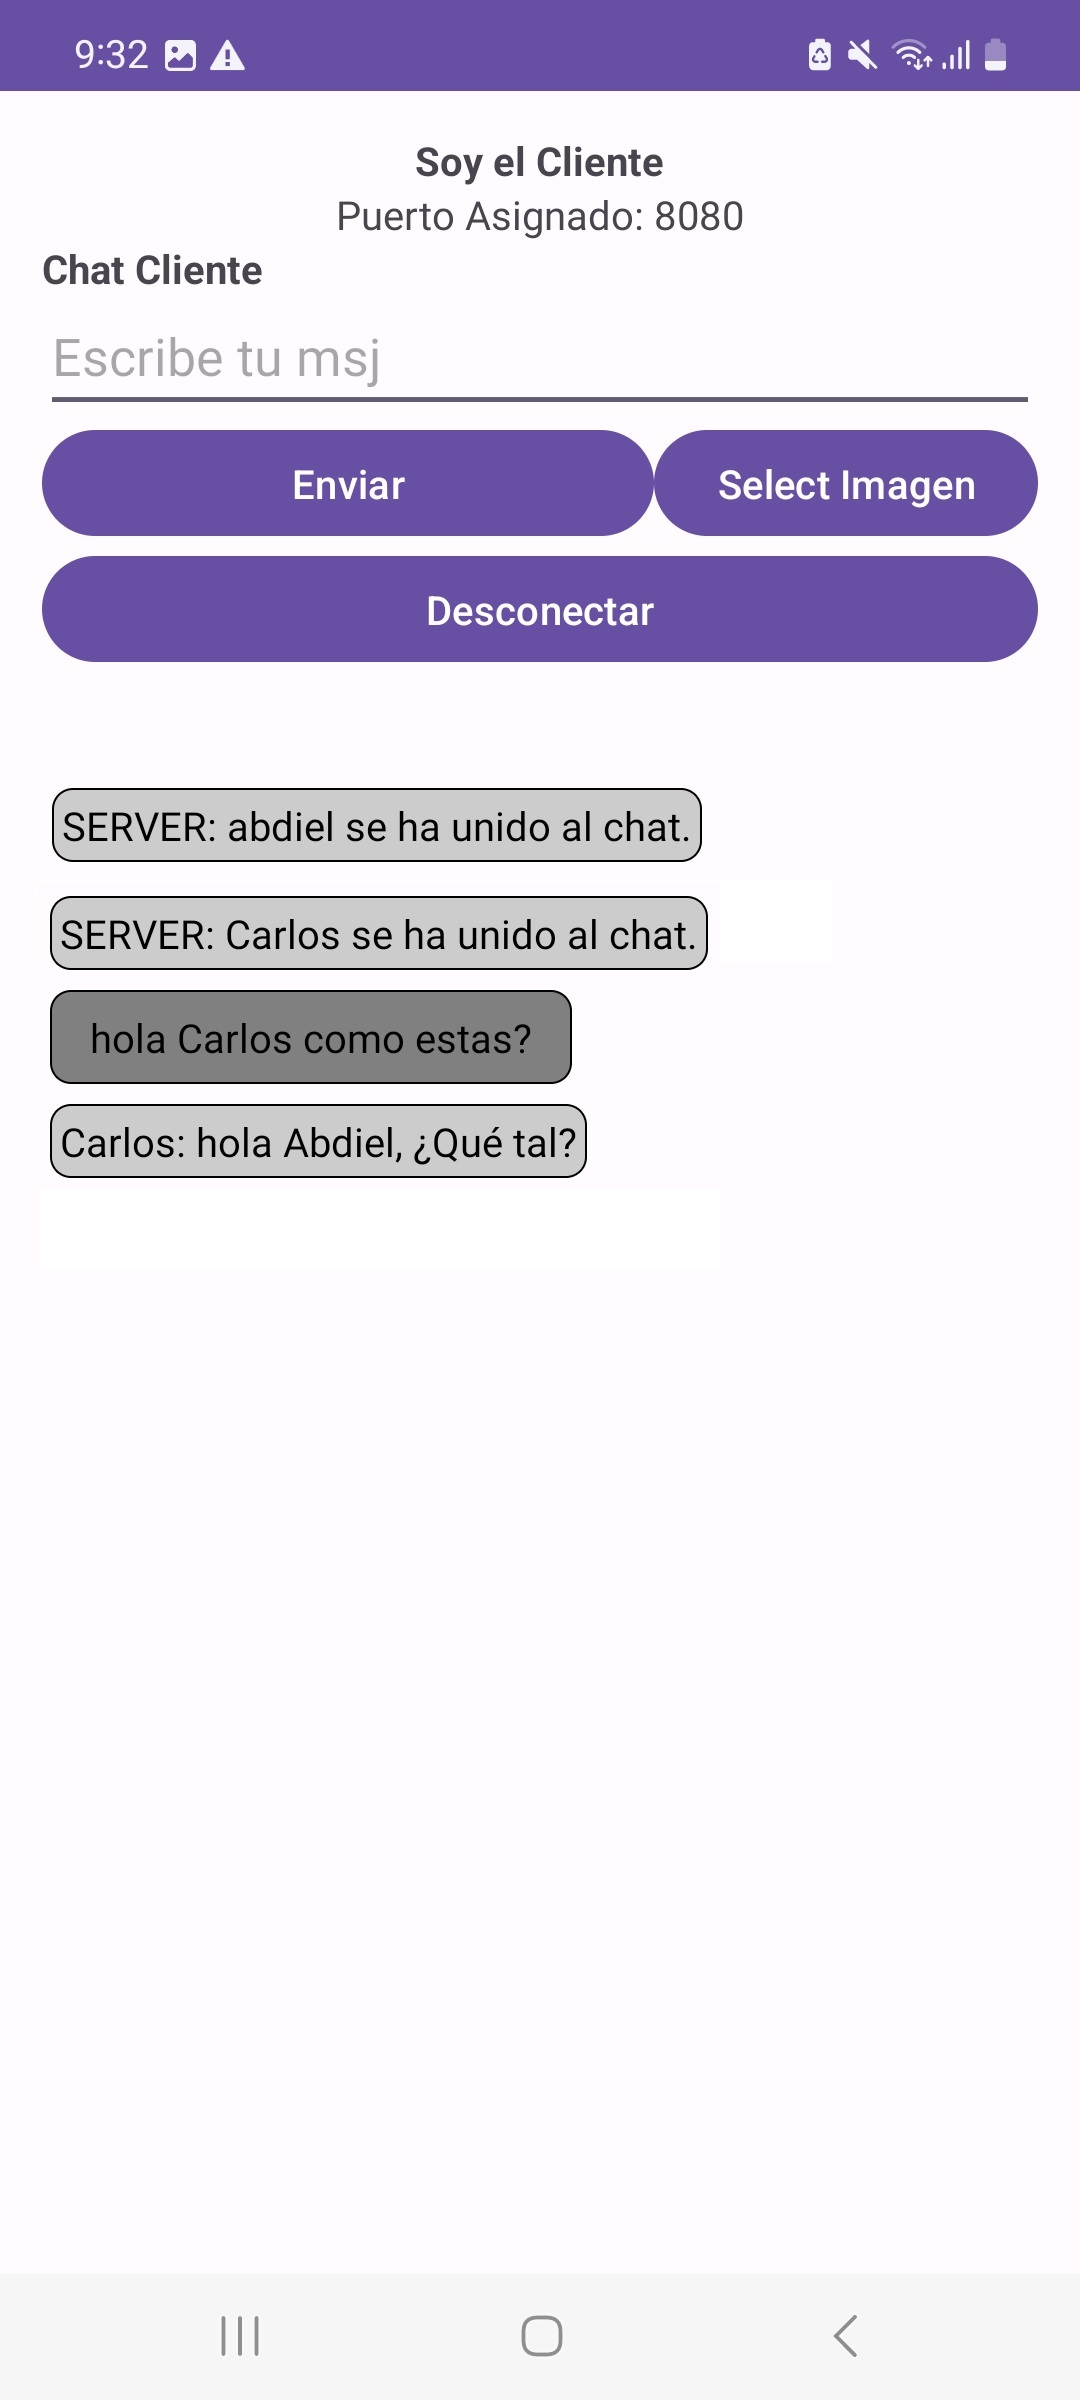 9:32
Soy el Cliente
Puerto Asignado: 8080
Chat Cliente
Escribe tu msj
Enviar
Select Imagen
Desconectar
SERVER: abdiel se ha unido al chat.
SERVER: Carlos se ha unido al chat.
hola Carlos como estas?
Carlos: hola Abdiel, ¿Qué tal?